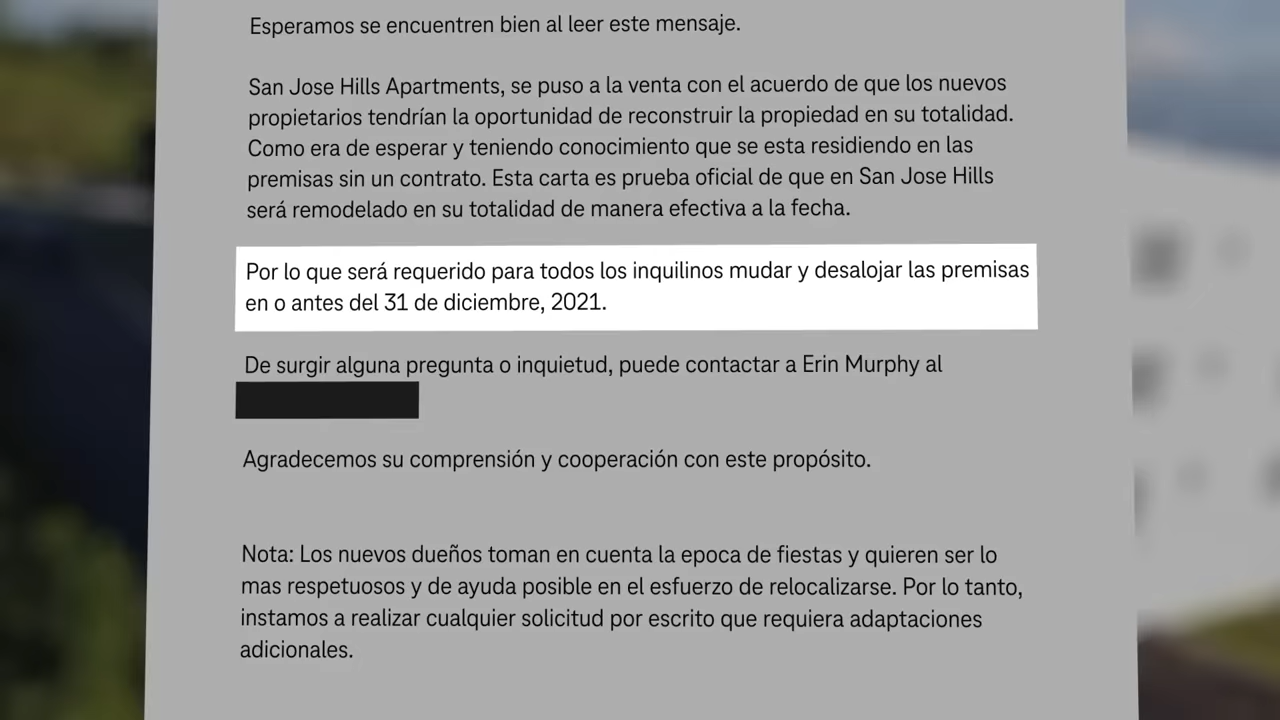 Esperamos se encuentren bien al leer este mensaje.
San Jose Hills Apartments, se puso a la venta con el acuerdo de que los nuevos
propietarios tendrían la oportunidad de reconstruir la propiedad en su totalidad.
Como era de esperar y teniendo conocimiento que se esta residiendo en las
premisas sin un contrato. Esta carta es prueba oficial de que en San Jose Hills
será remodelado en su totalidad de manera efectiva a la fecha.
Por lo que será requerido para todos los inquilinos mudar y desalojar las premisas
en o antes del 31 de diciembre, 2021.
De surgir alguna pregunta o inquietud, puede contactar a Erin Murphy al
Agradecemos su comprensión y cooperación con este propósito.
Nota: Los nuevos dueños toman en cuenta la epoca de fiestas y quieren ser lo
mas respetuosos y de ayuda posible en el esfuerzo de relocalizarse. Por lo tanto,
instamos a realizar cualquier solicitud por escrito que requiera adaptaciones
adicionales.